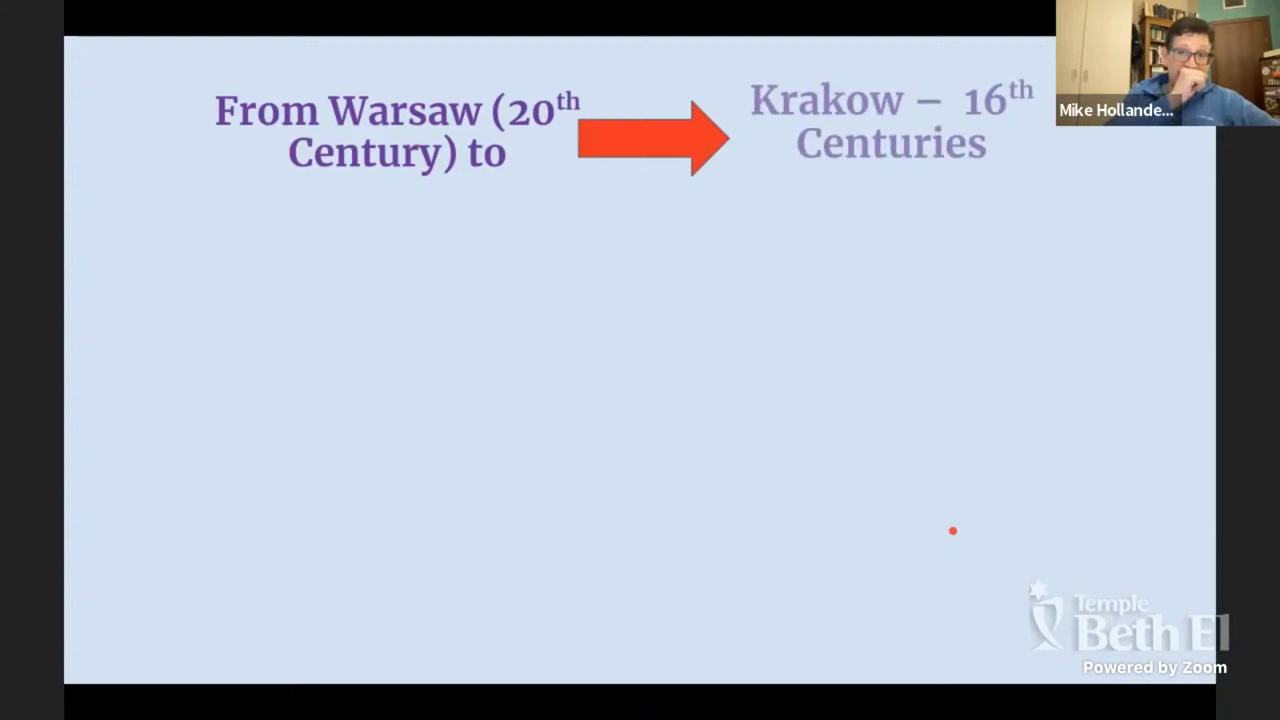 From Warsaw (20th
Century) to
Krakow – 16th
Centuries
Mike Hollande...
Temple
Beth El
Powered by Zoom